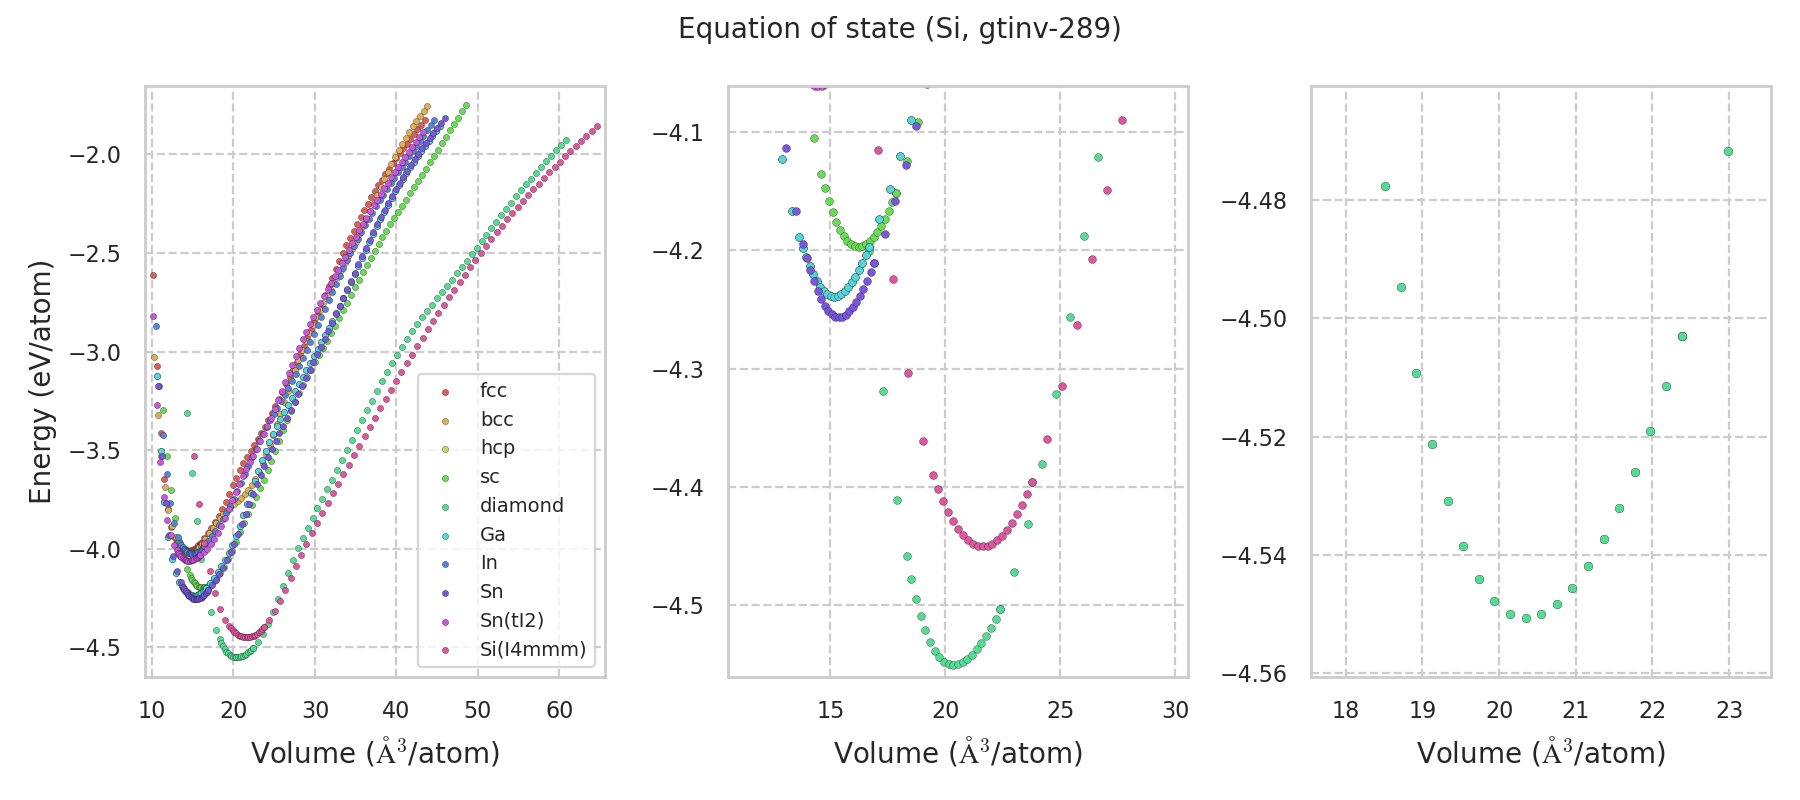 Equation of state (Si, gtinv-289)
Energy (eV/atom)
−2.0
−2.5
−3.0
−3.5
−4.0
−4.5
10 20 30 40 50 60
Volume (Å³/atom)
fcc
bcc
hcp
sc
diamond
Ga
In
Sn
Sn(tI2)
Si(I4mmm)
−4.1
−4.2
−4.3
−4.4
−4.5
15 20 25 30
Volume (Å³/atom)
−4.48
−4.50
−4.52
−4.54
−4.56
18 19 20 21 22 23
Volume (Å³/atom)